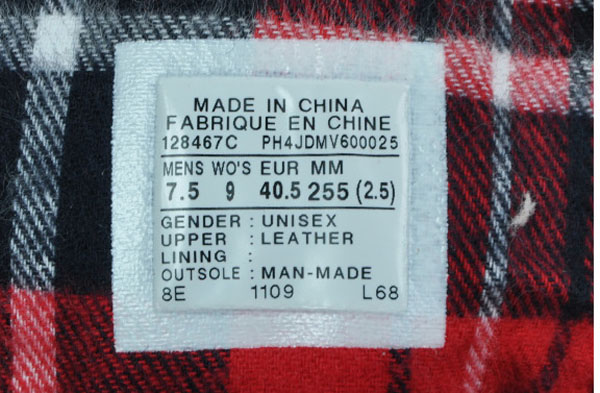 MADE IN CHINA
FABRIQUE EN CHINE
128467C PH4JDMV600025
MENS WO'S EUR MM
7.5 9 40.5 255 (2.5)
GENDER : UNISEX
UPPER : LEATHER
LINING :
OUTSOLE : MAN-MADE
8E 1109 L68